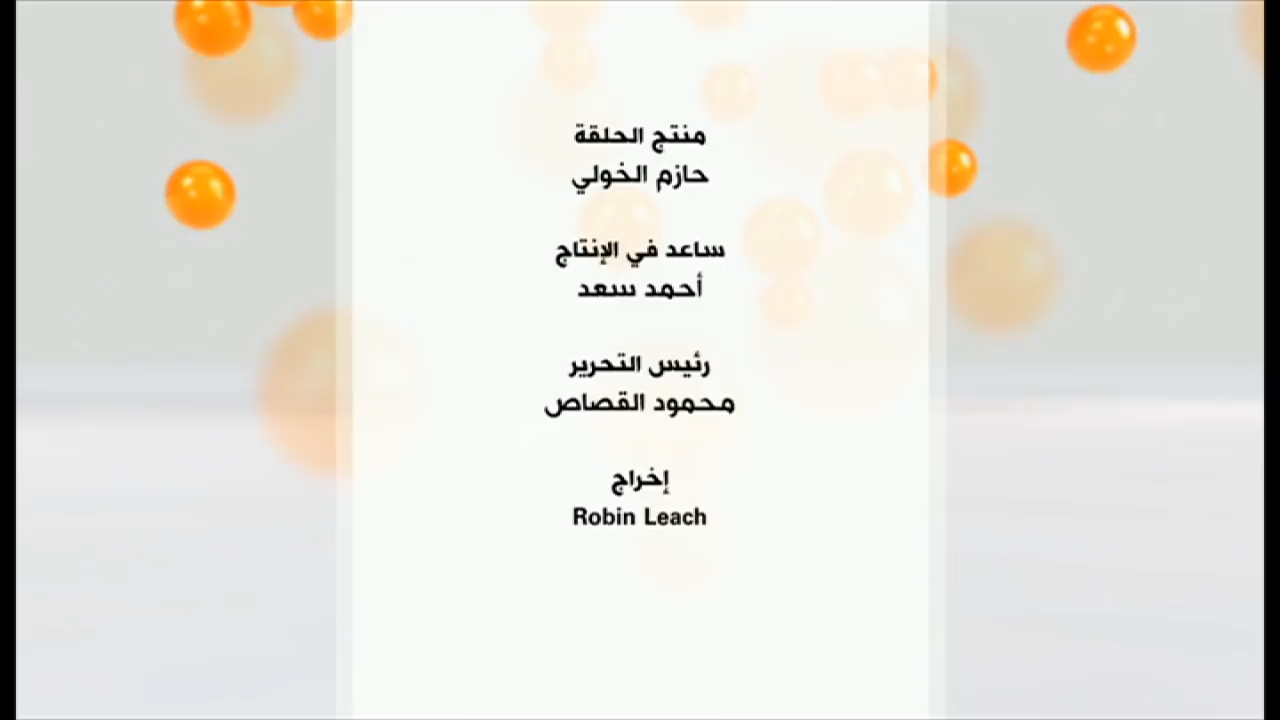 منتج الحلقة
حازم الخولي
ساعد في الإنتاج
أحمد سعد
رئيس التحرير
محمود القصاص
إخراج
Robin Leach